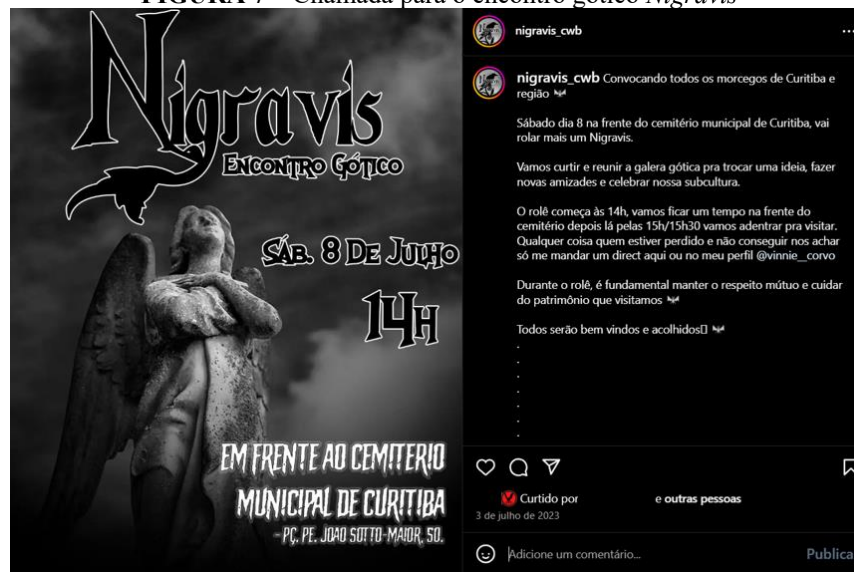 FIGURA 7 – Chamada para o encontro gótico Nigravis
Nigravis
ENCONTRO GÓTICO
SÁB. 8 DE JULHO
14H
EM FRENTE AO CEMITERIO
MUNICIPAL DE CURITIBA
- PÇ. PE. JOAO SOTTO-MAIOR, SO.
nigravis_cwb
nigravis_cwb Convocando todos os morcegos de Curitiba e
região
Sábado dia 8 na frente do cemitério municipal de Curitiba, vai
rolar mais um Nigravis.
Vamos curtir e reunir a galera gótica pra trocar uma ideia, fazer
novas amizades e celebrar nossa subcultura.
O rolê começa às 14h, vamos ficar um tempo na frente do
cemitério depois lá pelas 15h/15h30 vamos adentrar pra visitar.
Qualquer coisa quem estiver perdido e não conseguir nos achar
só me mandar um direct aqui ou no meu perfil @vinnie__corvo
Durante o rolê, é fundamental manter o respeito mútuo e cuidar
do patrimônio que visitamos
Todos serão bem vindos e acolhidos
.
.
.
.
.
.
Curtido por e outras pessoas
3 de julho de 2023
Adicione um comentário...
Publica